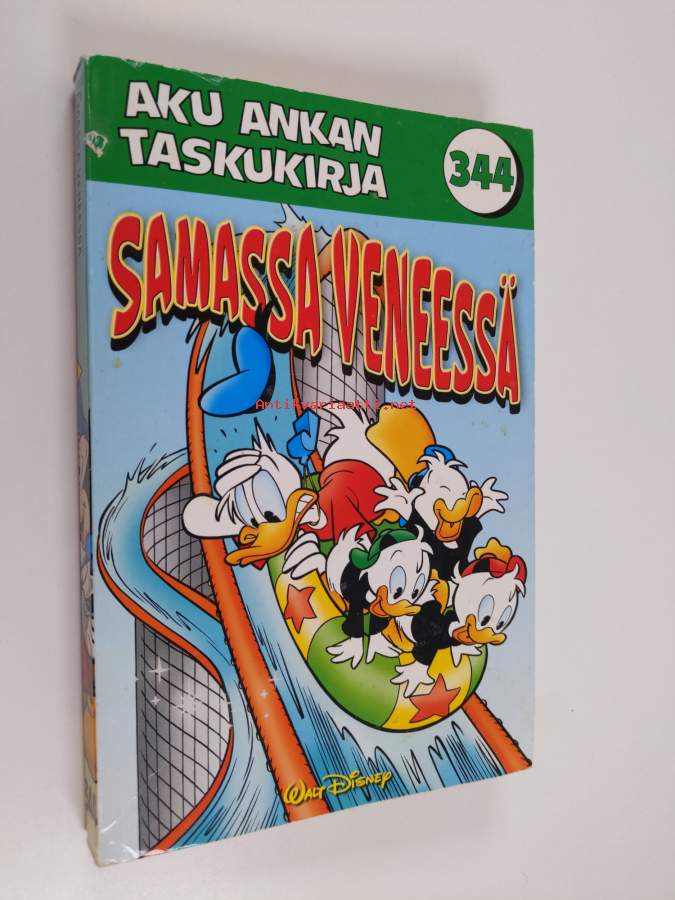 AKU ANKAN
TASKUKIRJA
344
SAMASSA VENEESSÄ
Antikvariaatti.net
WALT DISNEY